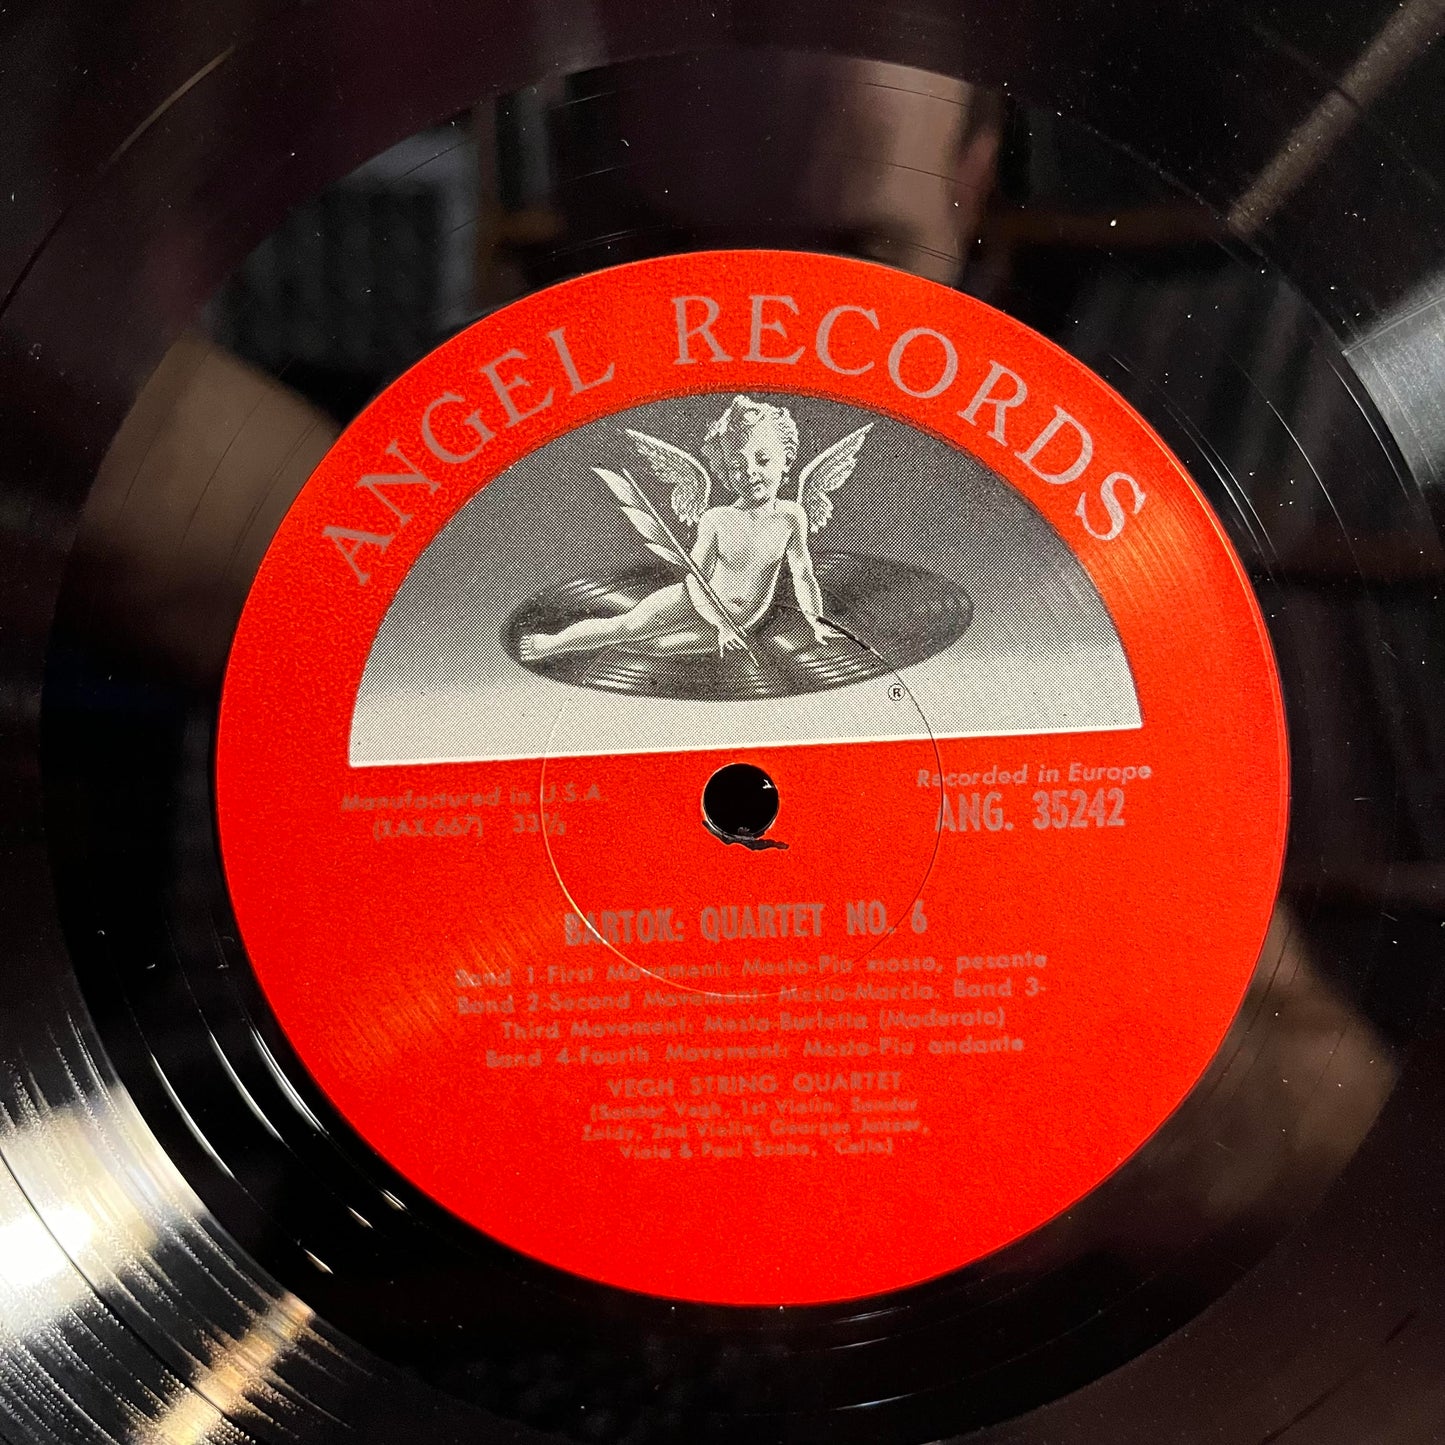 ANGEL RECORDS
®
Manufactured in U.S.A.
Recorded in Europe
(XAX.667) 33⅓
ANG. 35242
BARTOK: QUARTET NO. 6
Band 1-First Movement: Mesto-Piu mosso, pesante
Band 2-Second Movement: Mesto-Marcia, Band 3-
Third Movement: Mesto-Burletta (Moderato)
Band 4-Fourth Movement: Mesto-Piu andante
VEGH STRING QUARTET
(Sandor Vegh, 1st Violin, Sandor
Zoldy, 2nd Violin, Georges Janzer,
Viola & Paul Szabo, 'Cello)